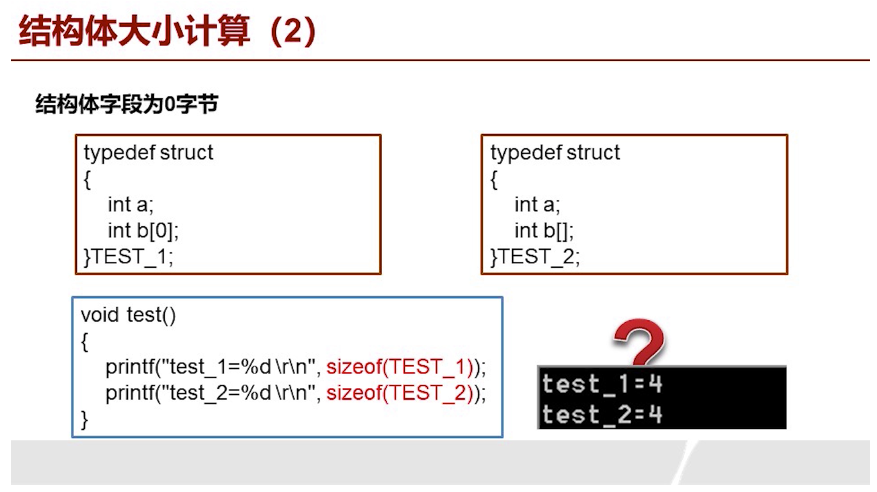 结构体大小计算（2）
结构体字段为0字节
typedef struct
{
int a;
int b[0];
}TEST_1;
typedef struct
{
int a;
int b[];
}TEST_2;
void test()
{
printf("test_1=%d \r\n", sizeof(TEST_1));
printf("test_2=%d \r\n", sizeof(TEST_2));
}
?
test_1=4
test_2=4